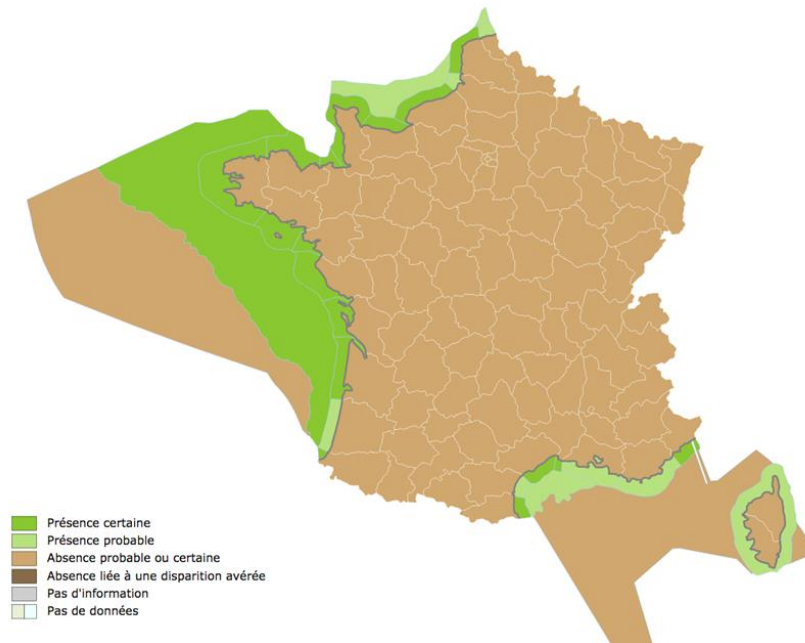 Présence certaine
Présence probable
Absence probable ou certaine
Absence liée à une disparition avérée
Pas d'information
Pas de données